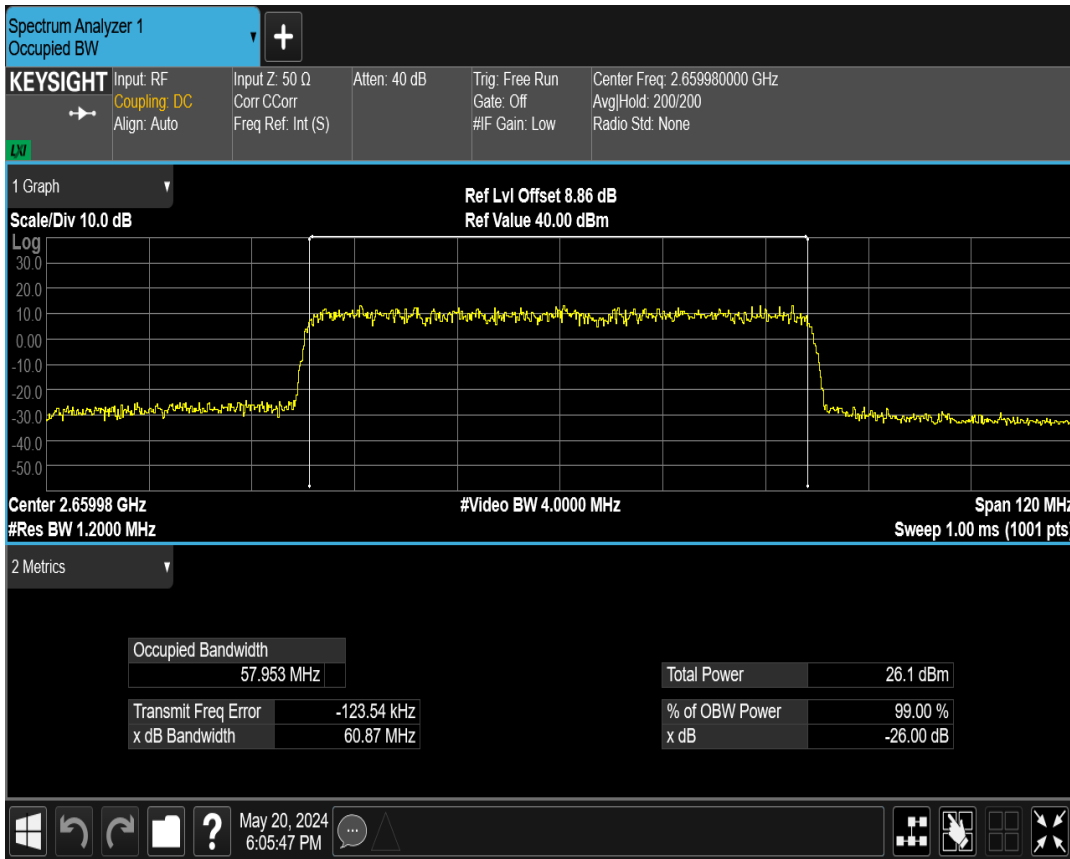 Spectrum Analyzer 1
Occupied BW
KEYSIGHT
LXI
Input: RF
Coupling: DC
Align: Auto
Input Z: 50 Ω
Corr CCorr
Freq Ref: Int (S)
Atten: 40 dB
Trig: Free Run
Gate: Off
#IF Gain: Low
Center Freq: 2.659980000 GHz
Avg|Hold: 200/200
Radio Std: None
1 Graph
Scale/Div 10.0 dB
Ref Lvl Offset 8.86 dB
Ref Value 40.00 dBm
Log
30.0
20.0
10.0
0.00
-10.0
-20.0
-30.0
-40.0
-50.0
Center 2.65998 GHz
#Video BW 4.0000 MHz
Span 120 MHz
#Res BW 1.2000 MHz
Sweep 1.00 ms (1001 pts)
2 Metrics
Occupied Bandwidth
57.953 MHz
Total Power 26.1 dBm
Transmit Freq Error -123.54 kHz
% of OBW Power 99.00 %
x dB Bandwidth 60.87 MHz
x dB -26.00 dB
May 20, 2024
6:05:47 PM